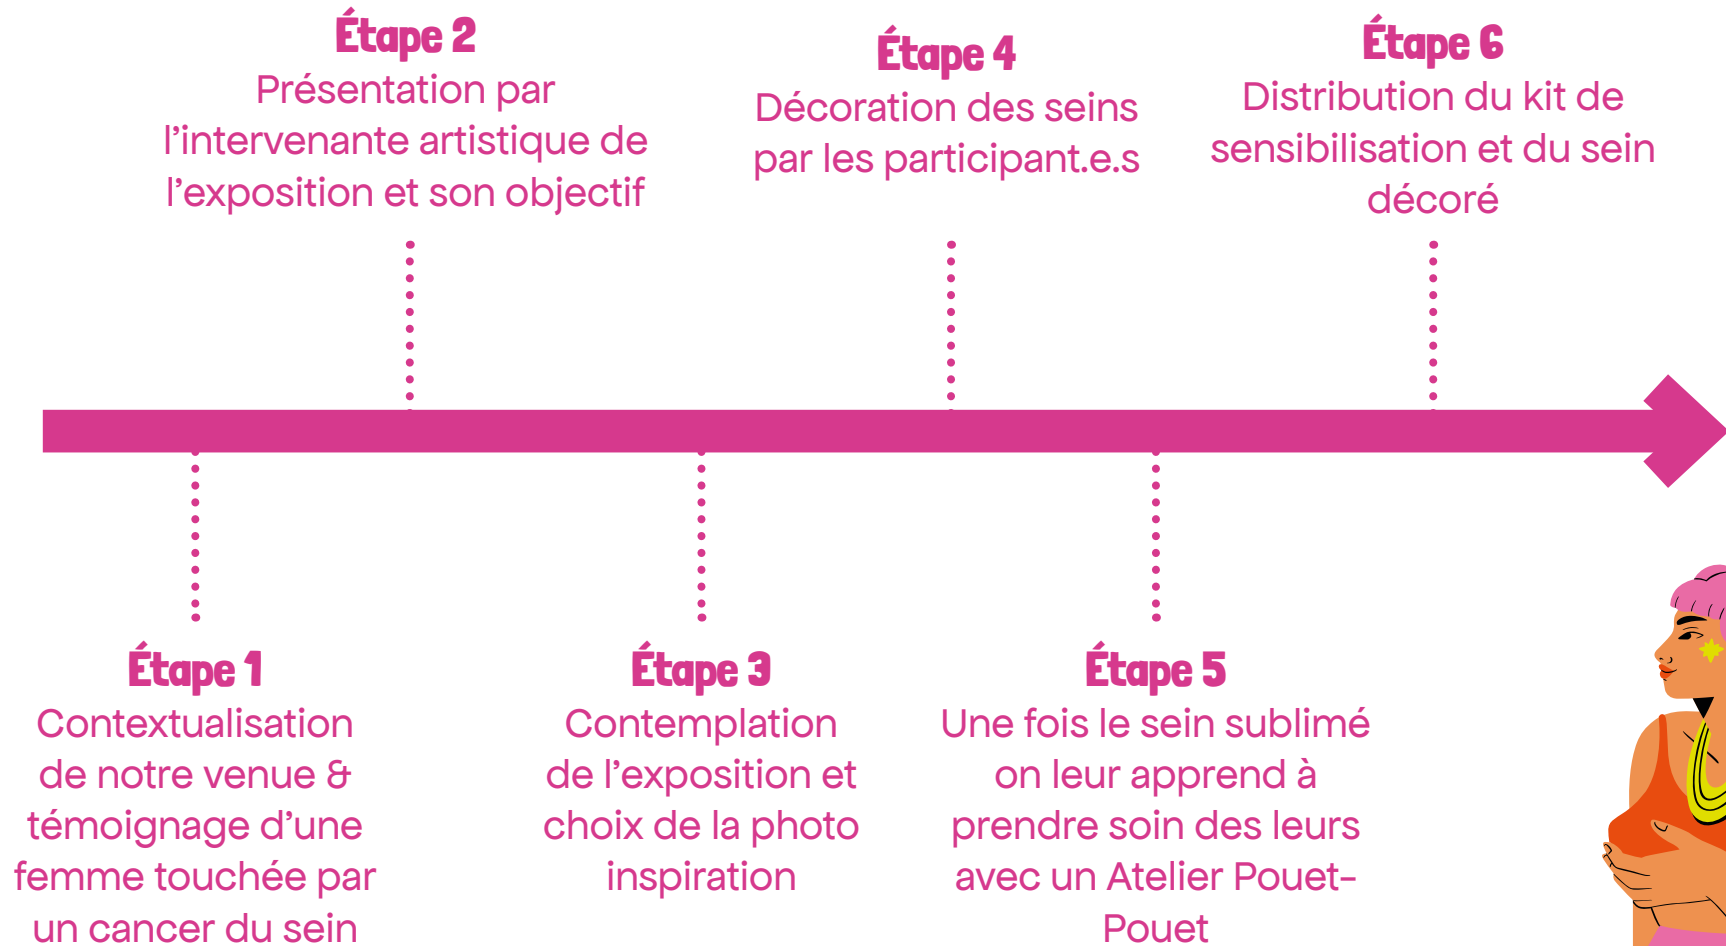 Étape 2
Présentation par
l'intervenante artistique de
l'exposition et son objectif
Étape 4
Décoration des seins
par les participant.e.s
Étape 6
Distribution du kit de
sensibilisation et du sein
décoré
Étape 1
Contextualisation
de notre venue &
témoignage d'une
femme touchée par
un cancer du sein
Étape 3
Contemplation
de l'exposition et
choix de la photo
inspiration
Étape 5
Une fois le sein sublimé
on leur apprend à
prendre soin des leurs
avec un Atelier Pouet-
Pouet